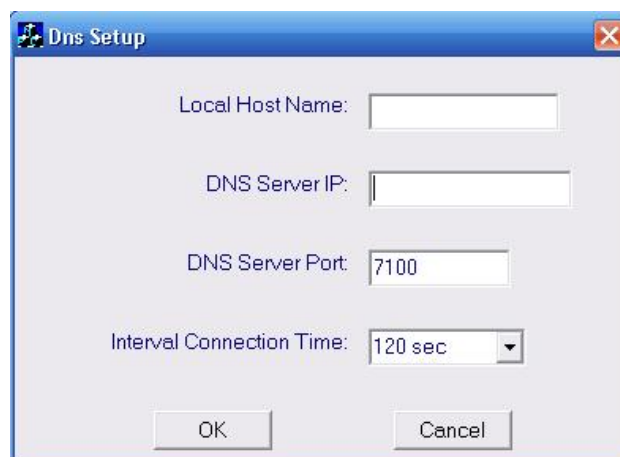 Dns Setup
Local Host Name:
DNS Server IP:
DNS Server Port: 7100
Interval Connection Time: 120 sec
OK Cancel